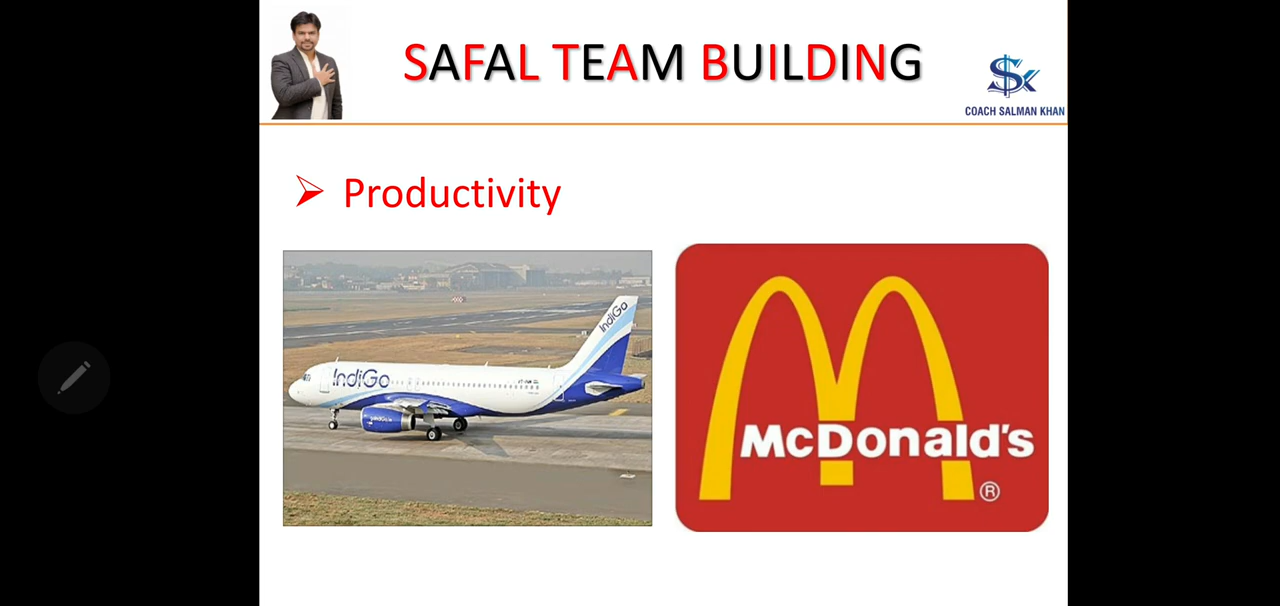 SAFAL TEAM BUILDING
COACH SALMAN KHAN
Productivity
IndiGo
IndiGo
McDonald's
®